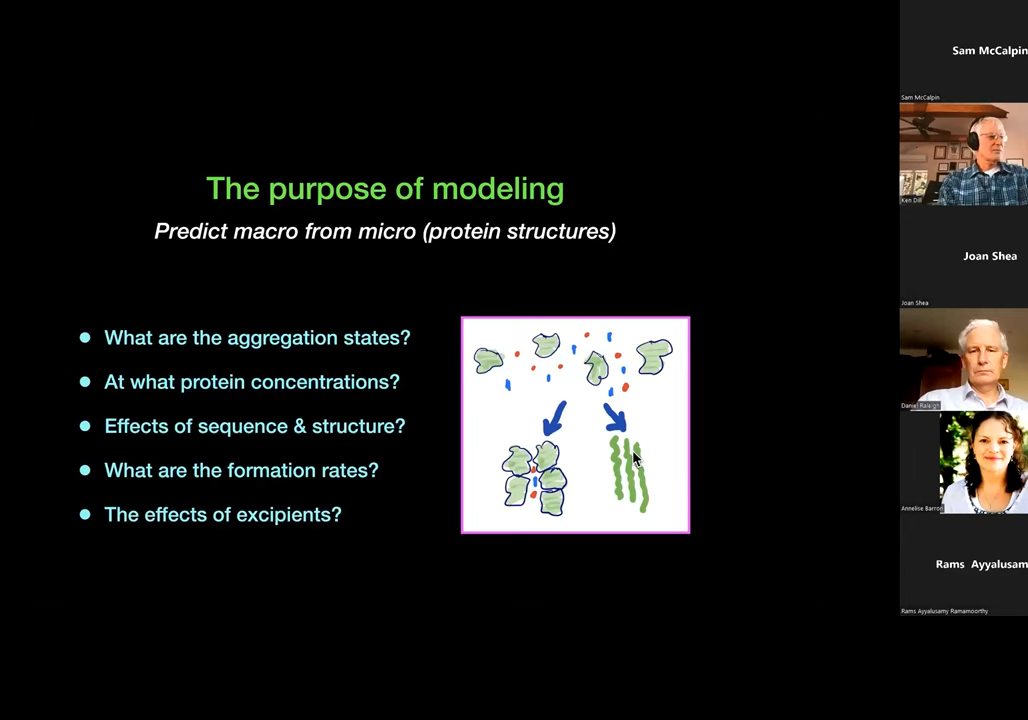 The purpose of modeling
Predict macro from micro (protein structures)
What are the aggregation states?
At what protein concentrations?
Effects of sequence & structure?
What are the formation rates?
The effects of excipients?
Sam McCalpin
Sam McCalpin
Ken Dill
Joan Shea
Joan Shea
Daniel Raleigh
Annelise Barron
Rams Ayyalusam
Rams Ayyalusamy Ramamoorthy